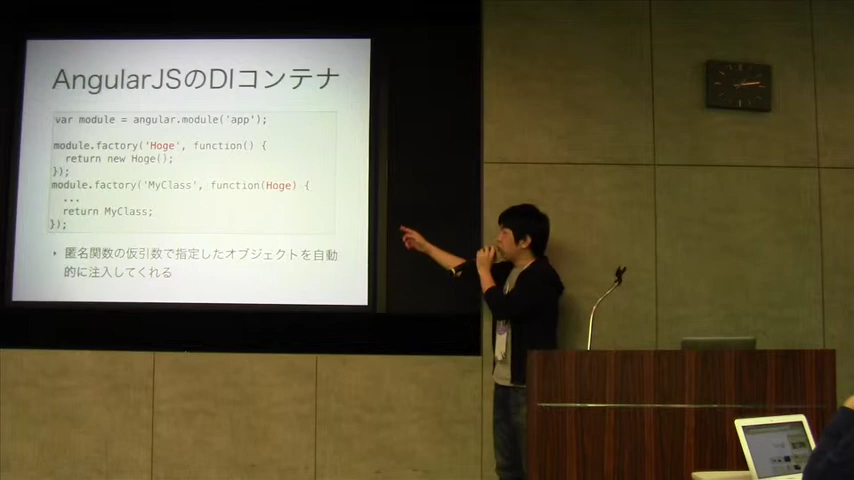 AngularJSのDIコンテナ
var module = angular.module('app');
module.factory('Hoge', function() {
return new Hoge();
});
module.factory('MyClass', function(Hoge) {
...
return MyClass;
});
匿名関数の仮引数で指定したオブジェクトを自動
的に注入してくれる